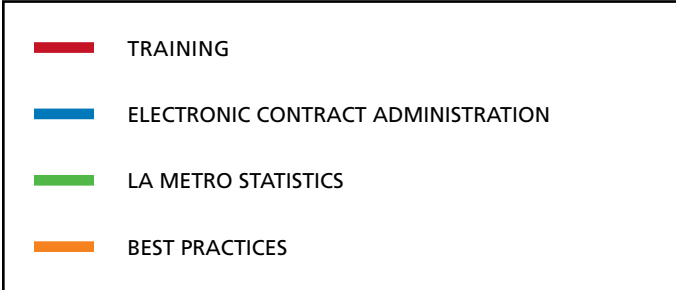 TRAINING
ELECTRONIC CONTRACT ADMINISTRATION
LA METRO STATISTICS
BEST PRACTICES